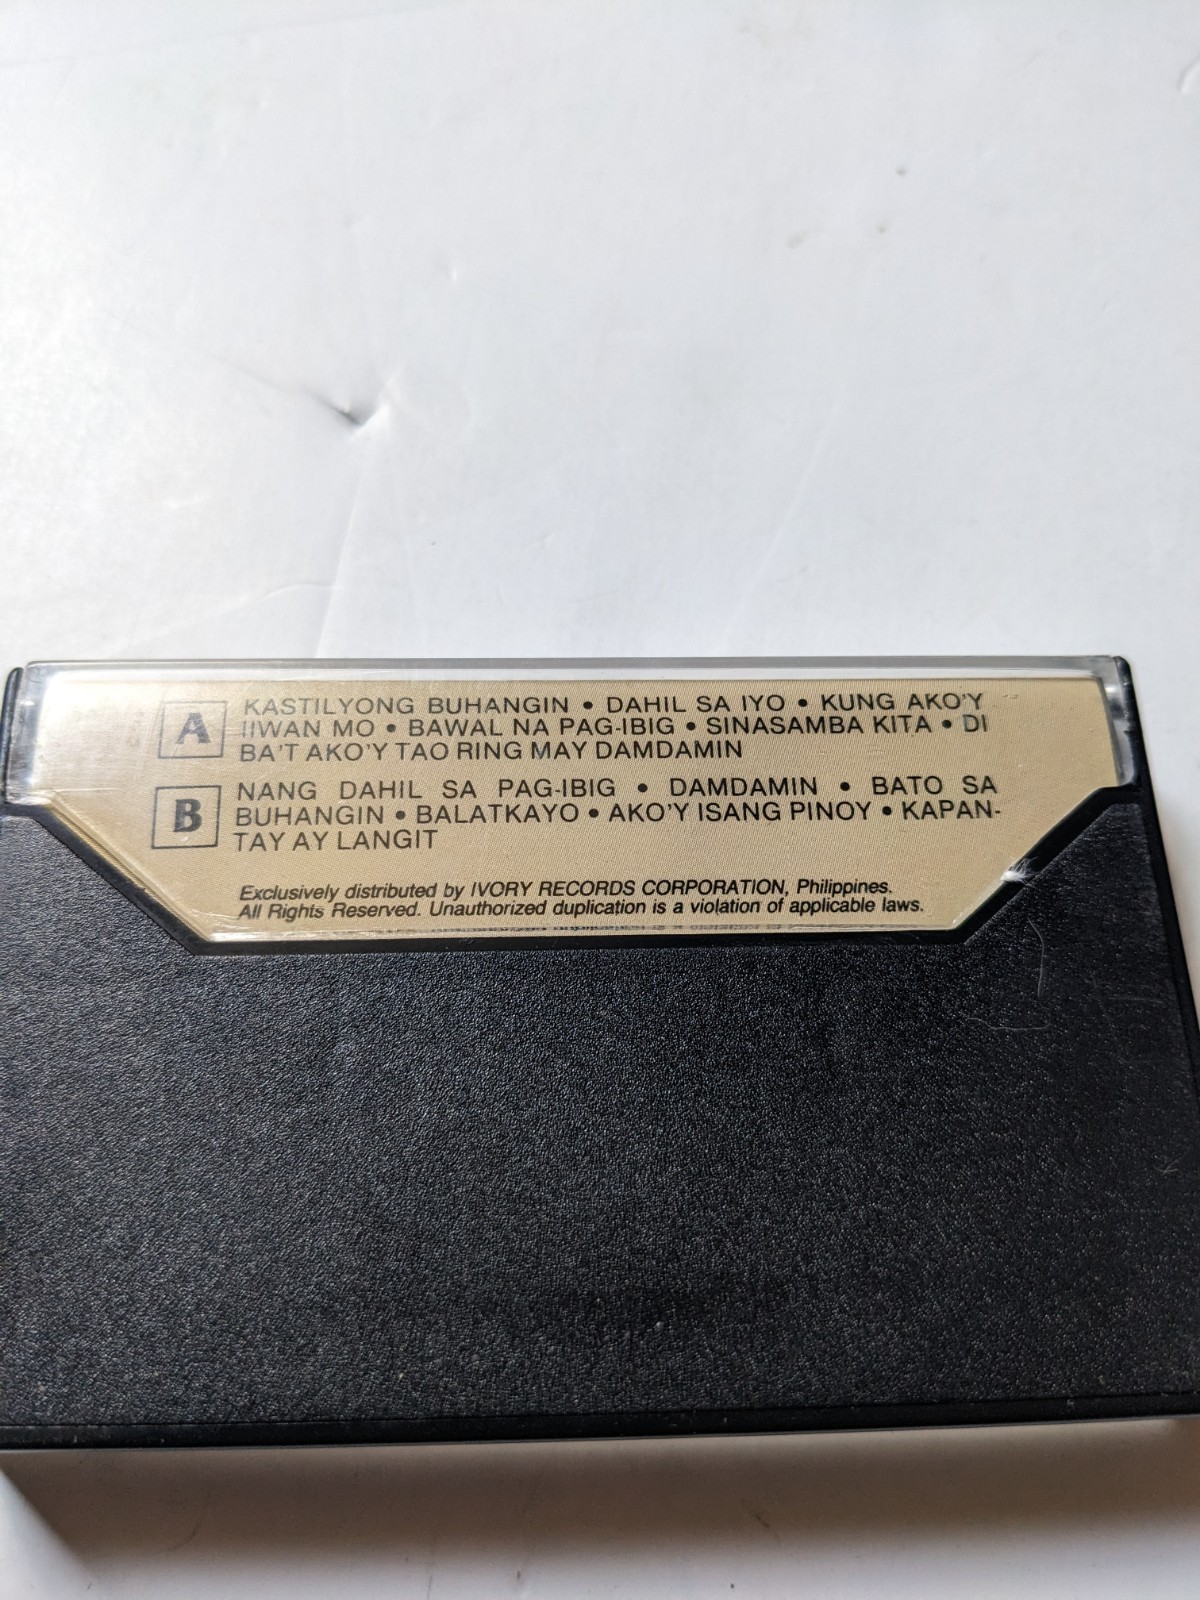 A KASTILYONG BUHANGIN • DAHIL SA IYO • KUNG AKO'Y
IIWAN MO • BAWAL NA PAG-IBIG • SINASAMBA KITA • DI
BA'T AKO'Y TAO RING MAY DAMDAMIN
B NANG DAHIL SA PAG-IBIG • DAMDAMIN • BATO SA
BUHANGIN • BALATKAYO • AKO'Y ISANG PINOY • KAPAN-
TAY AY LANGIT
Exclusively distributed by IVORY RECORDS CORPORATION, Philippines.
All Rights Reserved. Unauthorized duplication is a violation of applicable laws.